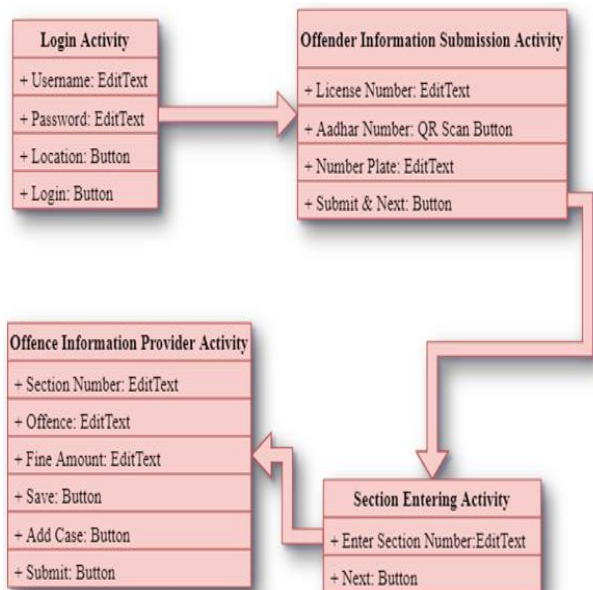 Login Activity
+ Username: EditText
+ Password: EditText
+ Location: Button
+ Login: Button
Offender Information Submission Activity
+ License Number: EditText
+ Aadhar Number: QR Scan Button
+ Number Plate: EditText
+ Submit & Next: Button
Section Entering Activity
+ Enter Section Number:EditText
+ Next: Button
Offence Information Provider Activity
+ Section Number: EditText
+ Offence: EditText
+ Fine Amount: EditText
+ Save: Button
+ Add Case: Button
+ Submit: Button